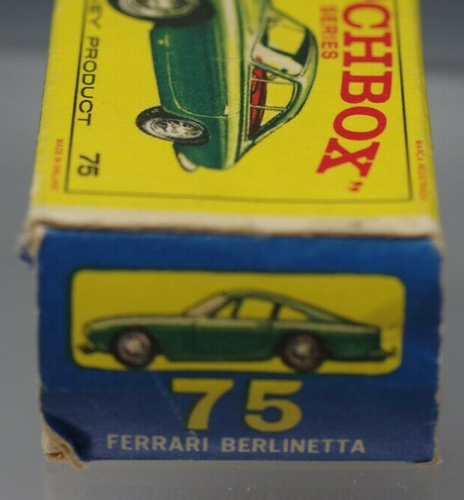 CHBOX
SERIES
EY PRODUCT 75
75
FERRARI BERLINETTA